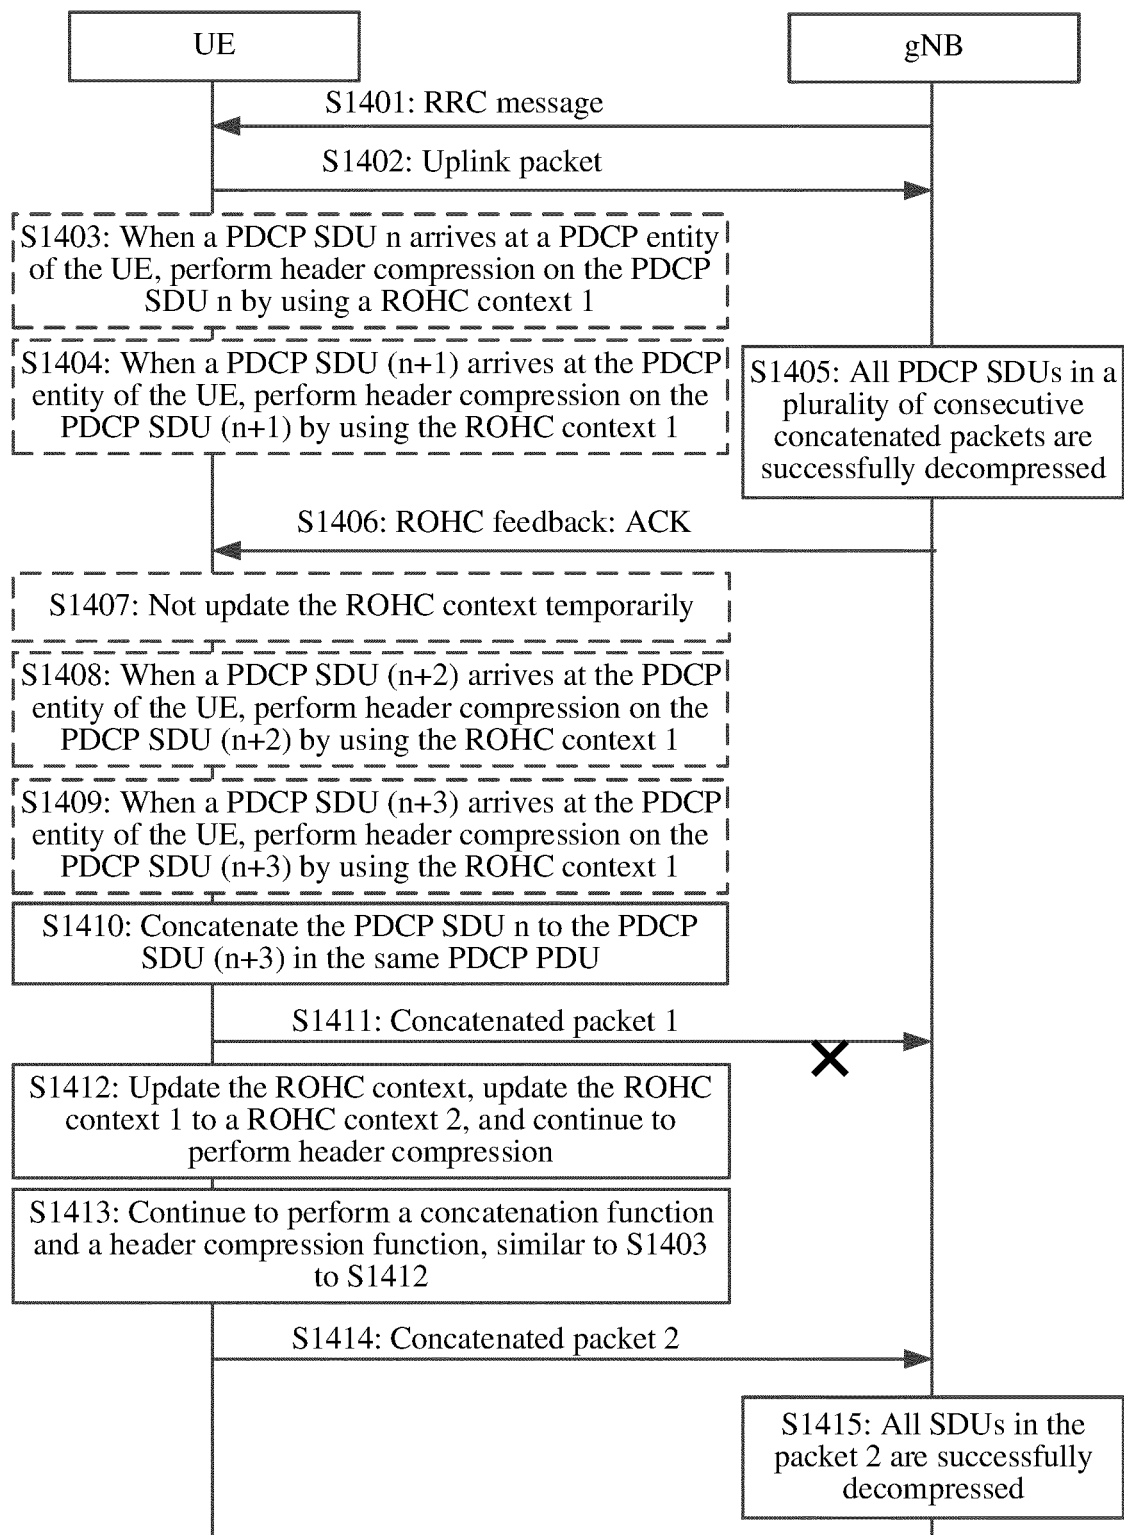 UE
gNB
S1401: RRC message
S1402: Uplink packet
S1403: When a PDCP SDU n arrives at a PDCP entity
of the UE, perform header compression on the PDCP
SDU n by using a ROHC context 1
S1404: When a PDCP SDU (n+1) arrives at the PDCP
entity of the UE, perform header compression on the
PDCP SDU (n+1) by using the ROHC context 1
S1405: All PDCP SDUs in a
plurality of consecutive
concatenated packets are
successfully decompressed
S1406: ROHC feedback: ACK
S1407: Not update the ROHC context temporarily
S1408: When a PDCP SDU (n+2) arrives at the PDCP
entity of the UE, perform header compression on the
PDCP SDU (n+2) by using the ROHC context 1
S1409: When a PDCP SDU (n+3) arrives at the PDCP
entity of the UE, perform header compression on the
PDCP SDU (n+3) by using the ROHC context 1
S1410: Concatenate the PDCP SDU n to the PDCP
SDU (n+3) in the same PDCP PDU
S1411: Concatenated packet 1
S1412: Update the ROHC context, update the ROHC
context 1 to a ROHC context 2, and continue to
perform header compression
S1413: Continue to perform a concatenation function
and a header compression function, similar to S1403
to S1412
S1414: Concatenated packet 2
S1415: All SDUs in the
packet 2 are successfully
decompressed